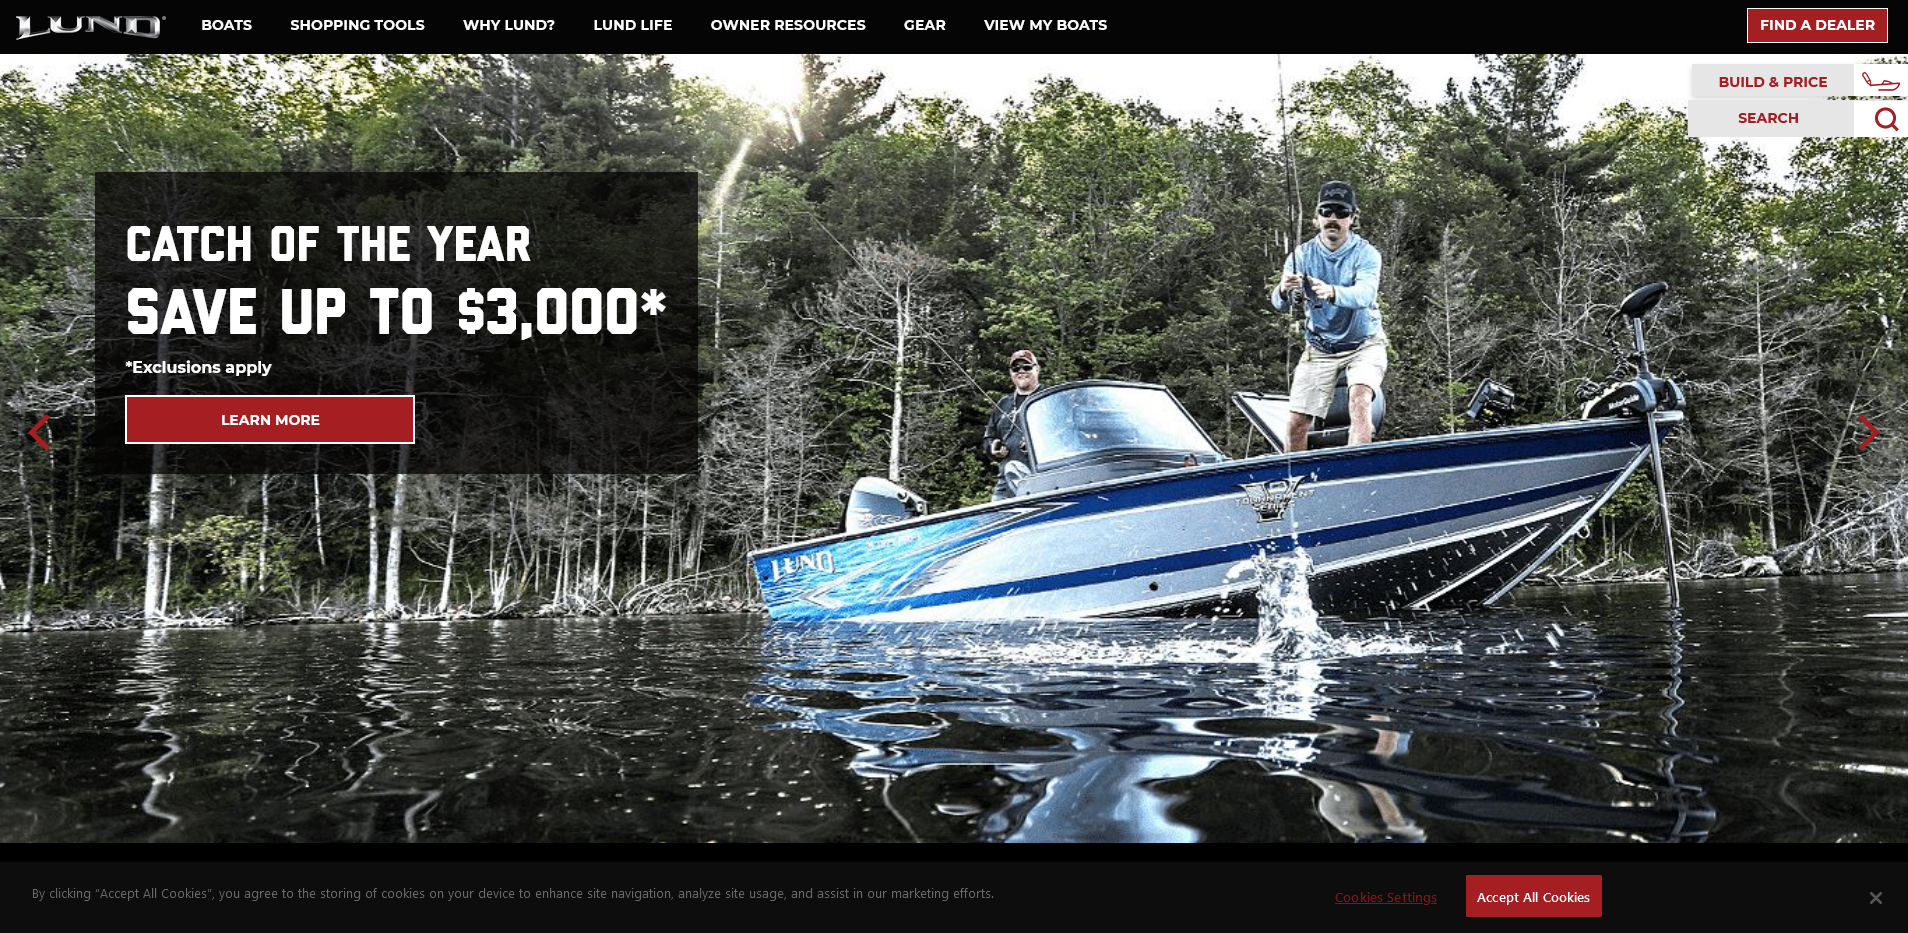 LUND
BOATS
SHOPPING TOOLS
WHY LUND?
LUND LIFE
OWNER RESOURCES
GEAR
VIEW MY BOATS
FIND A DEALER
BUILD & PRICE
SEARCH
CATCH OF THE YEAR
SAVE UP TO $3,000*
*Exclusions apply
LEARN MORE
MotorGuide
TOURNAMENT
V
SERIES
LUND
By clicking “Accept All Cookies”, you agree to the storing of cookies on your device to enhance site navigation, analyze site usage, and assist in our marketing efforts.
Cookies Settings
Accept All Cookies